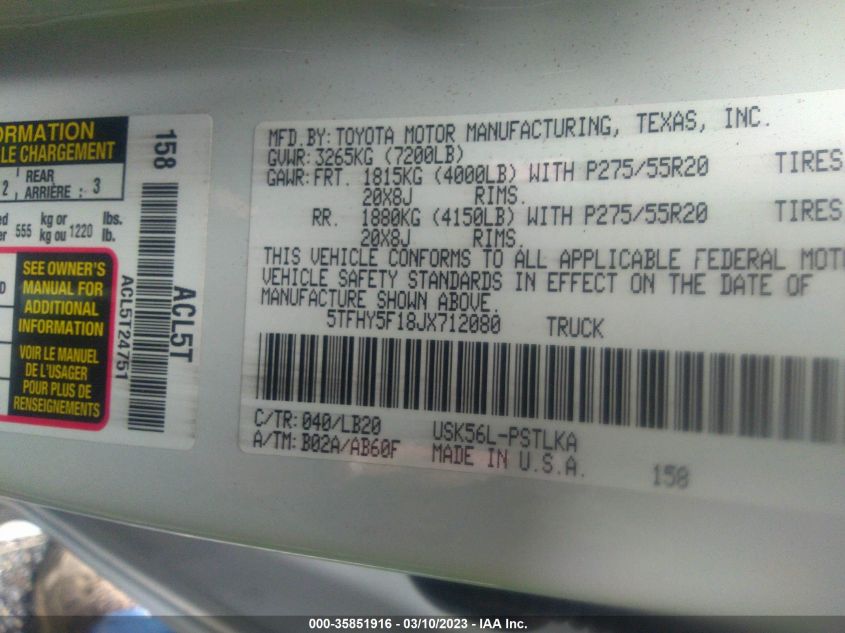 ORMATION
LE CHARGEMENT
2 REAR ARRIÈRE : 3
555 kg or lbs.
kg ou 1220 lb.
SEE OWNER'S
MANUAL FOR
ADDITIONAL
INFORMATION
VOIR LE MANUEL
DE L'USAGER
POUR PLUS DE
RENSEIGNEMENTS
158
ACL5T
ACL5T24751
MFD.BY:TOYOTA MOTOR MANUFACTURING, TEXAS, INC.
GVWR:3265KG (7200LB)
GAWR:FRT. 1815KG (4000LB) WITH P275/55R20 TIRES
20X8J RIMS.
RR. 1880KG (4150LB) WITH P275/55R20 TIRES
20X8J RIMS.
THIS VEHICLE CONFORMS TO ALL APPLICABLE FEDERAL MOT
VEHICLE SAFETY STANDARDS IN EFFECT ON THE DATE OF
MANUFACTURE SHOWN ABOVE.
5TFHY5F18JX712080 TRUCK
C/TR:040/LB20 USK56L-PSTLKA
A/TM:B02A/AB60F MADE IN U.S.A. 158
000-35851916 - 03/10/2023 - IAA Inc.